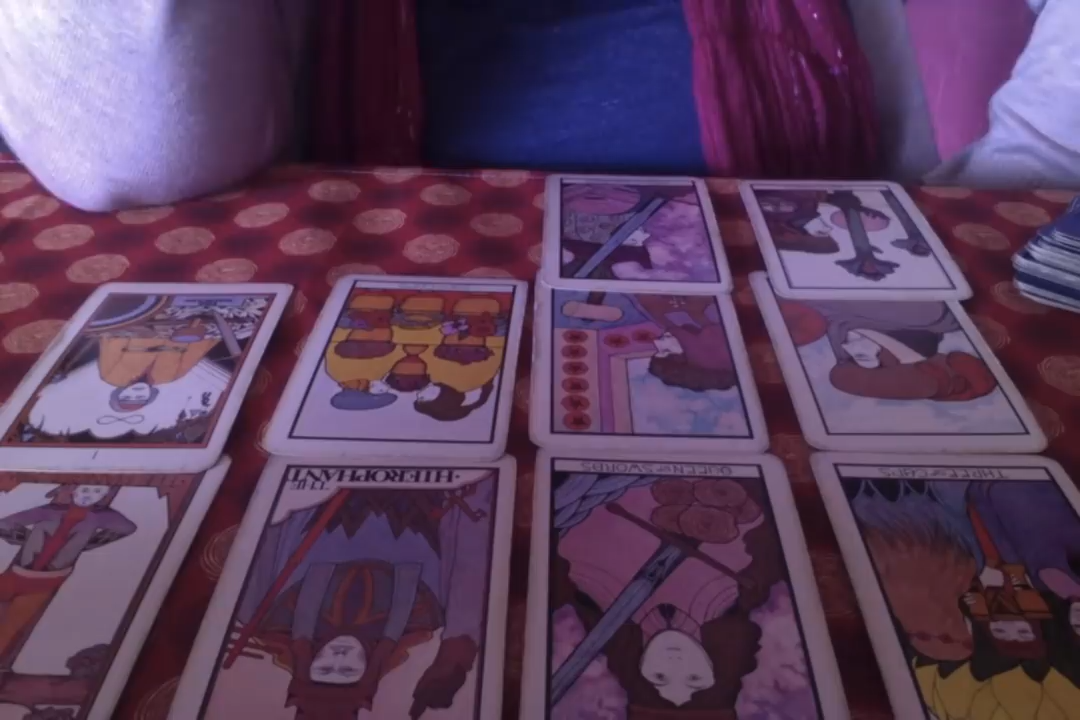 THE
·HIEROPHANT·
QUEEN OF SWORDS
THREE OF CUPS
I